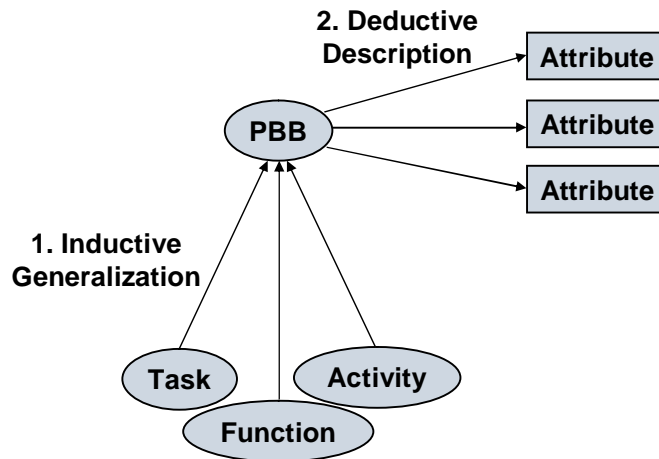 2. Deductive
Description
Attribute
PBB
Attribute
Attribute
1. Inductive
Generalization
Task
Activity
Function